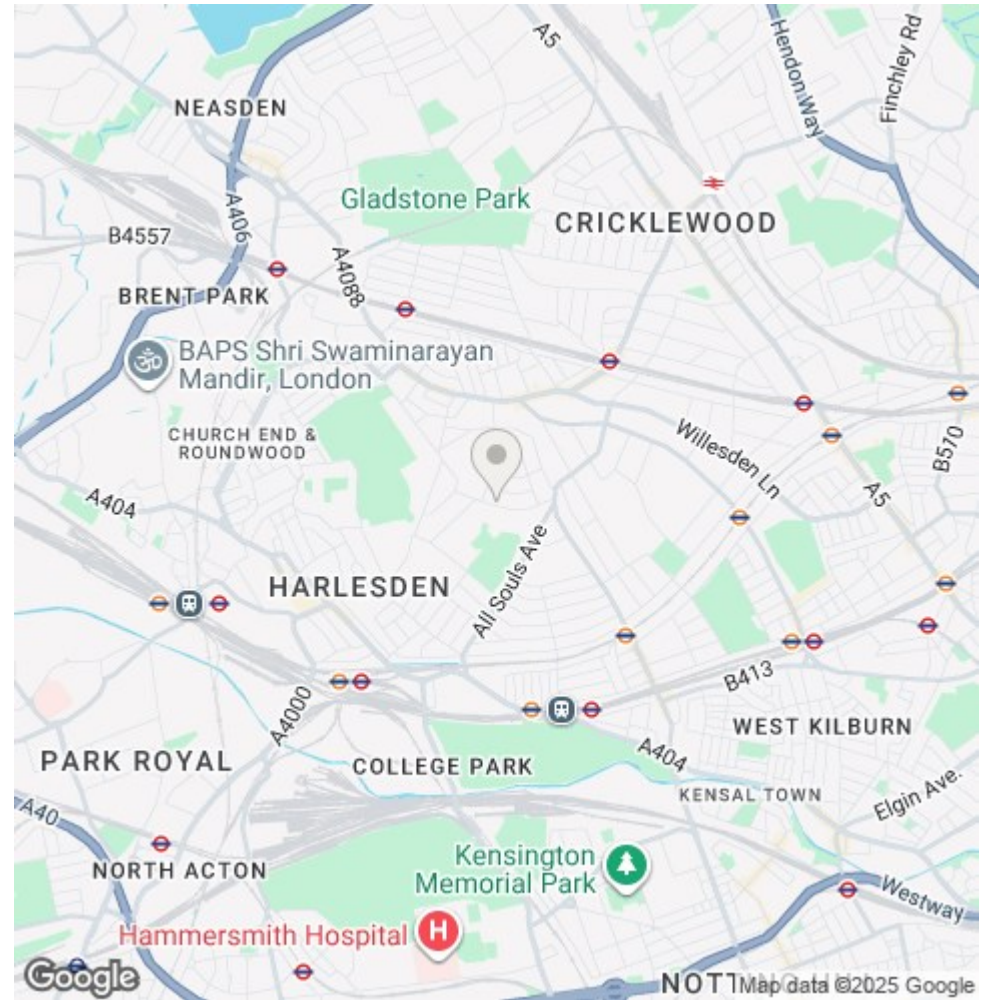 A5
Hendon Way
Finchley Rd
NEASDEN
Gladstone Park
CRICKLEWOOD
A406
B4557
A4088
BRENT PARK
BAPS Shri Swaminarayan
Mandir, London
CHURCH END &
ROUNDWOOD
Willesden Ln
B510
A5
A404
All Souls Ave
HARLESDEN
B413
A4000
WEST KILBURN
PARK ROYAL
COLLEGE PARK
A404
KENSAL TOWN
Elgin Ave.
A40
NORTH ACTON
Kensington
Memorial Park
Westway
Hammersmith Hospital
H
Google
Map data ©2025 Google